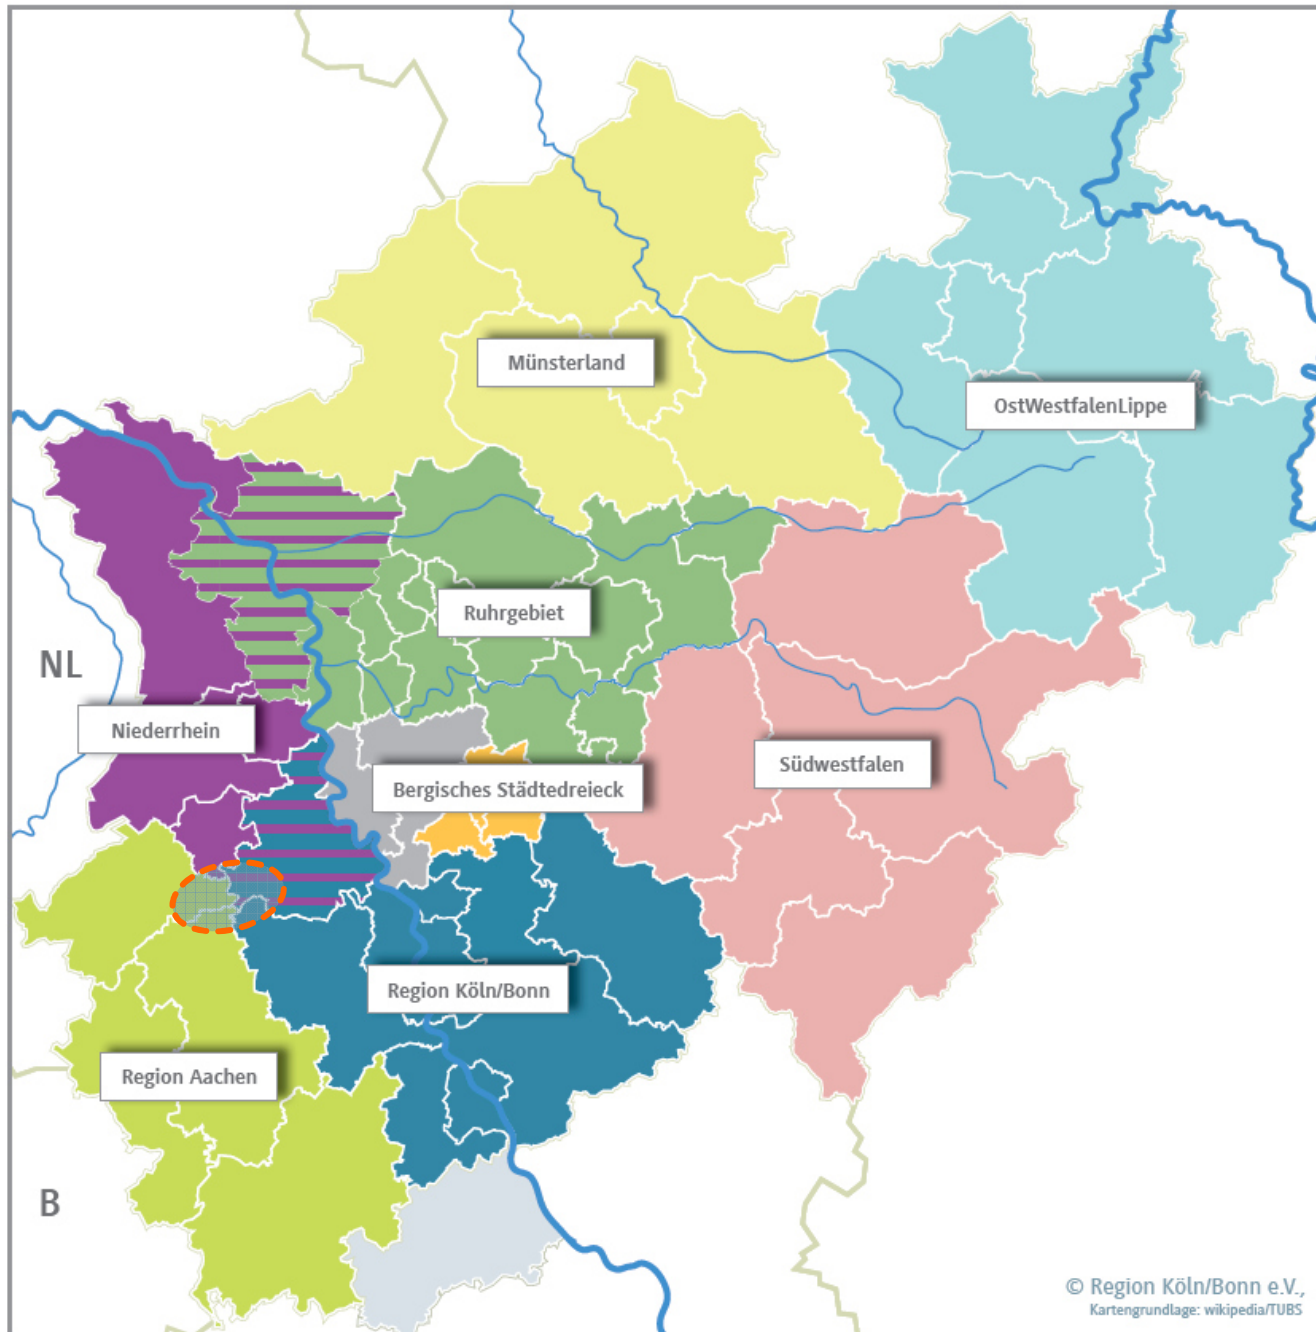 Münsterland
OstWestfalenLippe
Ruhrgebiet
NL
Niederrhein
Südwestfalen
Bergisches Städtedreieck
Region Köln/Bonn
Region Aachen
B
© Region Köln/Bonn e.V.,
Kartengrundlage: wikipedia/TUBS